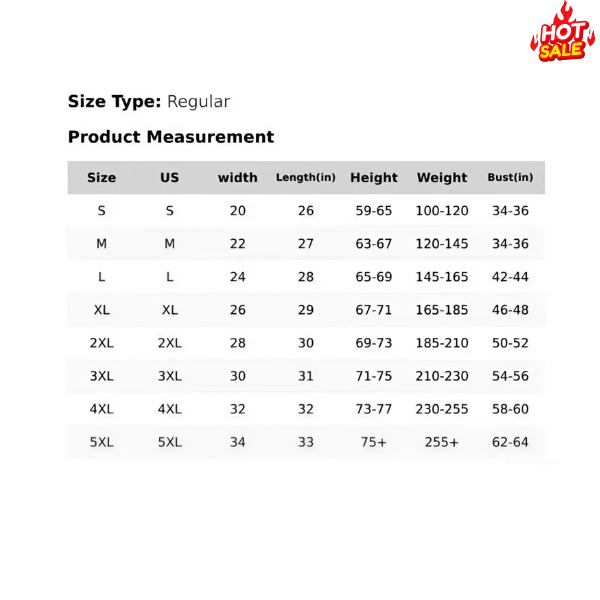 HOT
SALE
Size Type: Regular
Product Measurement
Size US width Length(in) Height Weight Bust(in)
S S 20 26 59-65 100-120 34-36
M M 22 27 63-67 120-145 34-36
L L 24 28 65-69 145-165 42-44
XL XL 26 29 67-71 165-185 46-48
2XL 2XL 28 30 69-73 185-210 50-52
3XL 3XL 30 31 71-75 210-230 54-56
4XL 4XL 32 32 73-77 230-255 58-60
5XL 5XL 34 33 75+ 255+ 62-64